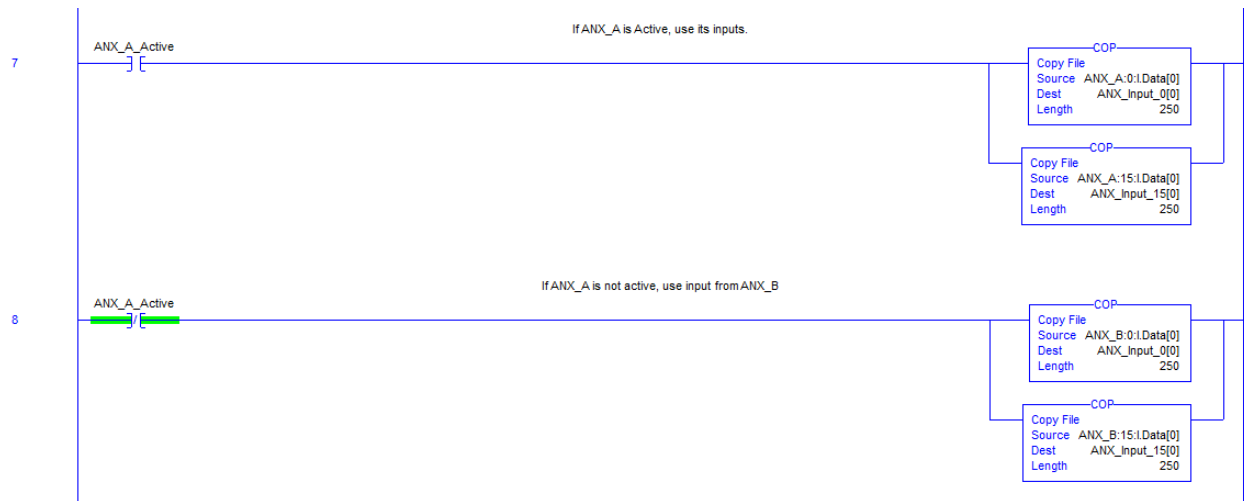 If ANX_A is Active, use its inputs.
ANX_A_Active
7
COP
Copy File
Source ANX_A:0:I.Data[0]
Dest ANX_Input_0[0]
Length 250
COP
Copy File
Source ANX_A:15:I.Data[0]
Dest ANX_Input_15[0]
Length 250
If ANX_A is not active, use input from ANX_B
ANX_A_Active
8
COP
Copy File
Source ANX_B:0:I.Data[0]
Dest ANX_Input_0[0]
Length 250
COP
Copy File
Source ANX_B:15:I.Data[0]
Dest ANX_Input_15[0]
Length 250